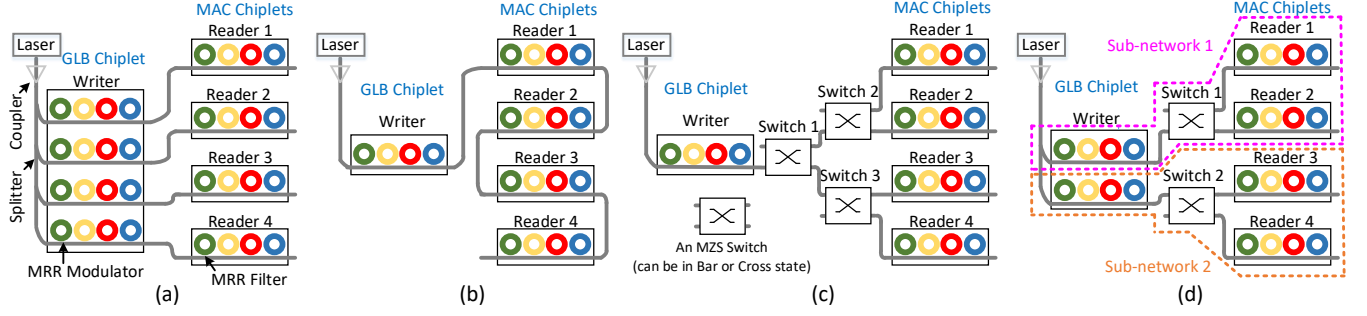 Laser
GLB Chiplet
Writer
Coupler
Splitter
MRR Modulator
MAC Chiplets
Reader 1
Reader 2
Reader 3
Reader 4
MRR Filter
(a)
Laser
GLB Chiplet
Writer
MAC Chiplets
Reader 1
Reader 2
Reader 3
Reader 4
(b)
Laser
GLB Chiplet
Writer
Switch 1
Switch 2
Switch 3
An MZS Switch
(can be in Bar or Cross state)
MAC Chiplets
Reader 1
Reader 2
Reader 3
Reader 4
(c)
Laser
GLB Chiplet
Writer
Sub-network 1
Switch 1
Switch 2
Sub-network 2
MAC Chiplets
Reader 1
Reader 2
Reader 3
Reader 4
(d)